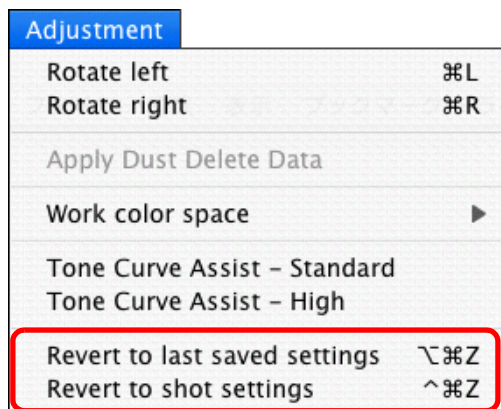 Adjustment
Rotate left ⌘L
Rotate right ⌘R
Apply Dust Delete Data
Work color space ▶
Tone Curve Assist – Standard
Tone Curve Assist – High
Revert to last saved settings ⌥⌘Z
Revert to shot settings ^⌘Z